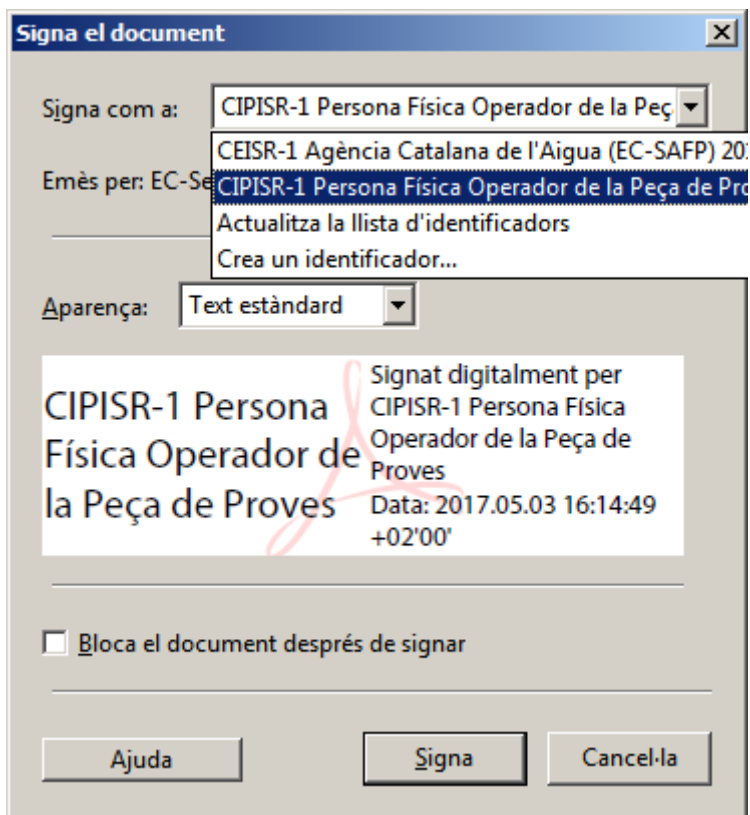 Signa el document
Signa com a:
CIPISR-1 Persona Física Operador de la Peç
CEISR-1 Agència Catalana de l'Aigua (EC-SAFP)
Emès per: EC-Se
CIPISR-1 Persona Física Operador de la Peça de Pro
Actualitza la llista d'identificadors
Crea un identificador...
Aparença:
Text estàndard
CIPISR-1 Persona
Física Operador de
la Peça de Proves
Signat digitalment per
CIPISR-1 Persona Física
Operador de la Peça de
Proves
Data: 2017.05.03 16:14:49
+02'00'
Bloca el document després de signar
Ajuda
Signa
Cancel·la